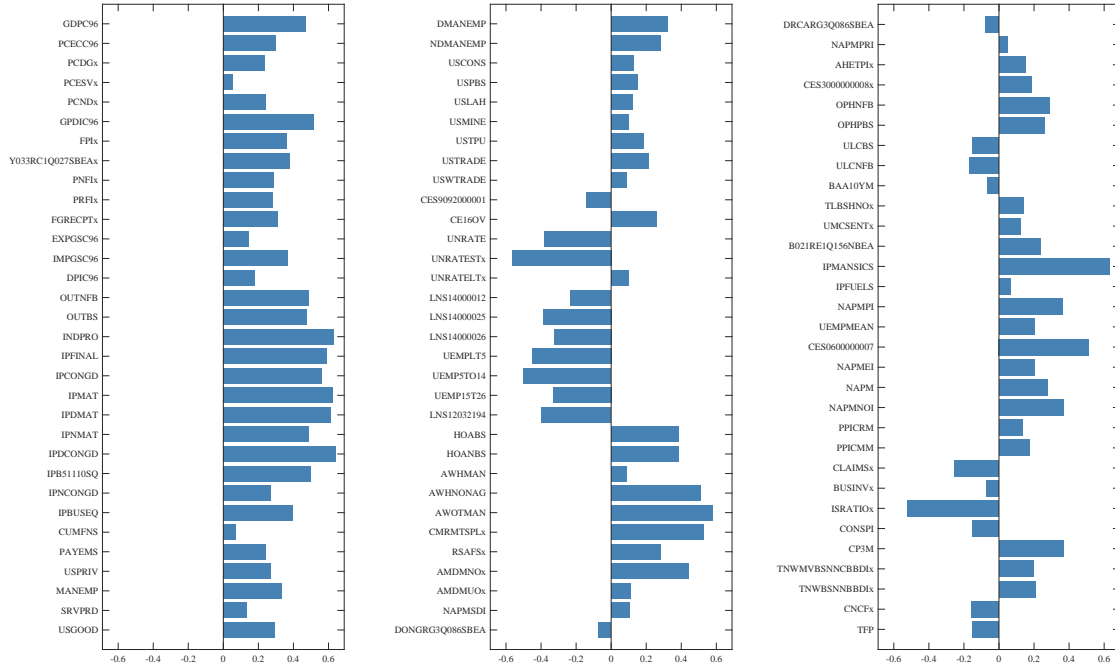 GDPC96
PCECC96
PCDGx
PCESVx
PCNDx
GPDIC96
FPIx
Y033RC1Q027SBEAx
PNFIx
PRFIx
FGRECPTx
EXPGSC96
IMPGSC96
DPIC96
OUTNFB
OUTBS
INDPRO
IPFINAL
IPCONGD
IPMAT
IPDMAT
IPNMAT
IPDCONGD
IPB51110SQ
IPNCONGD
IPBUSEQ
CUMFNS
PAYEMS
USPRIV
MANEMP
SRVPRD
USGOOD
-0.6 -0.4 -0.2 0 0.2 0.4 0.6
DMANEMP
NDMANEMP
USCONS
USPBS
USLAH
USMINE
USTPU
USTRADE
USWTRADE
CES9092000001
CE16OV
UNRATE
UNRATESTx
UNRATELTx
LNS14000012
LNS14000025
LNS14000026
UEMPLT5
UEMP5TO14
UEMP15T26
LNS12032194
HOABS
HOANBS
AWHMAN
AWHNONAG
AWOTMAN
CMRMTSPLx
RSAFSx
AMDMNOx
AMDMUOx
NAPMSDI
DONGRG3Q086SBEA
-0.6 -0.4 -0.2 0 0.2 0.4 0.6
DRCARG3Q086SBEA
NAPMPRI
AHETPIx
CES3000000008x
OPHNFB
OPHPBS
ULCBS
ULCNFB
BAA10YM
TLBSHNOx
UMCSENTx
B021RE1Q156NBEA
IPMANSICS
IPFUELS
NAPMPI
UEMPMEAN
CES0600000007
NAPMEI
NAPM
NAPMNOI
PPICRM
PPICMM
CLAIMSx
BUSINVx
ISRATIOx
CONSPI
CP3M
TNWMVBSNNCBBDIx
TNWBSNNBBDIx
CNCFx
TFP
-0.6 -0.4 -0.2 0 0.2 0.4 0.6